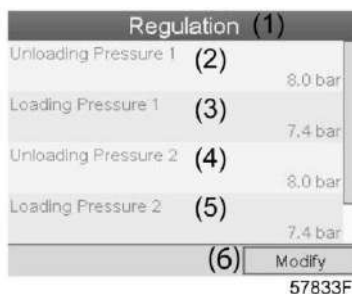 Regulation (1)
Unloading Pressure 1 (2)
8.0 bar
Loading Pressure 1 (3)
7.4 bar
Unloading Pressure 2 (4)
8.0 bar
Loading Pressure 2 (5)
7.4 bar
(6) Modify
57833F